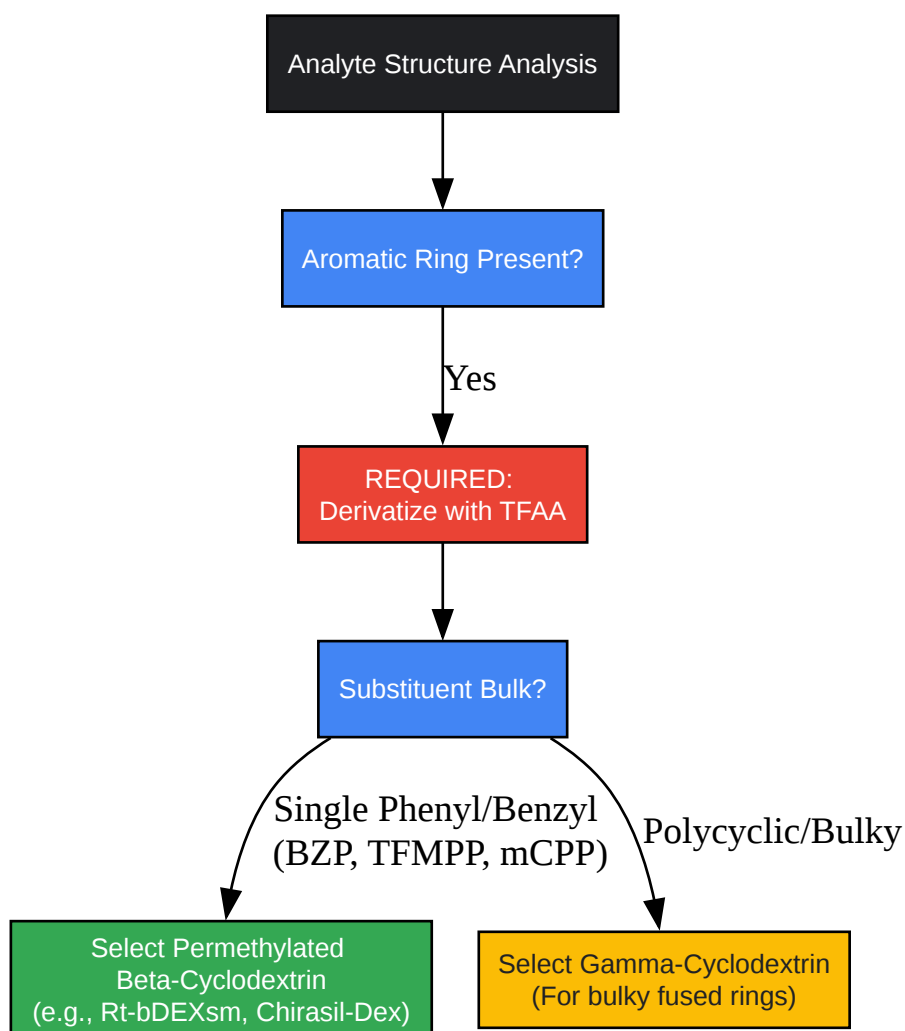 Analyte Structure Analysis
Aromatic Ring Present?
Yes
REQUIRED:
Derivatize with TFAA
Substituent Bulk?
Single Phenyl/Benzyl
(BZP, TFMPP, mCPP)
Polycyclic/Bulky
Select Permethylated
Beta-Cyclodextrin
(e.g., Rt-bDEXsm, Chirasil-Dex)
Select Gamma-Cyclodextrin
(For bulky fused rings)